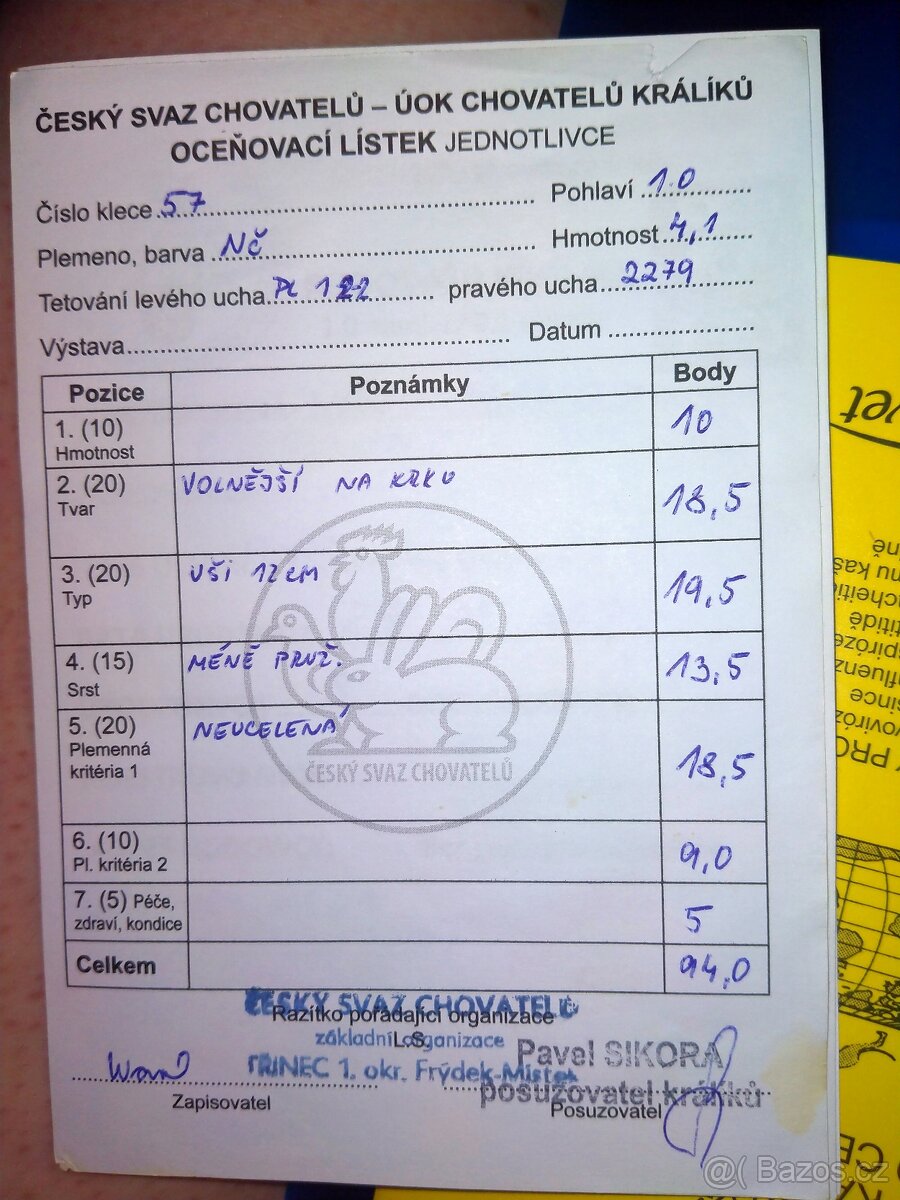 ČESKÝ SVAZ CHOVATELŮ – ÚOK CHOVATELŮ KRÁLÍKŮ
OCEŇOVACÍ LÍSTEK JEDNOTLIVCE
Číslo klece 57 Pohlaví 1.0
Plemeno, barva Nč Hmotnost 4,1
Tetování levého ucha PL 122 pravého ucha 2279
Výstava Datum
Pozice Poznámky Body
1. (10) Hmotnost 10
2. (20) Tvar VOLNĚJŠÍ NA KRKU 18,5
3. (20) Typ UŠI 12 CM 19,5
4. (15) Srst MÉNĚ PRUŽ. 13,5
5. (20) Plemenná kritéria 1 NEUCELENÁ 18,5
6. (10) Pl. kritéria 2 9,0
7. (5) Péče, zdraví, kondice 5
Celkem 94,0
ČESKÝ SVAZ CHOVATELŮ
ČESKÝ SVAZ CHOVATELŮ
Razítko pořádající organizace
základní organizace
L.S.
TŘINEC 1. okr. Frýdek-Místek
Pavel SIKORA
posuzovatel králíků
Zapisovatel Posuzovatel
@( Bazos.cz